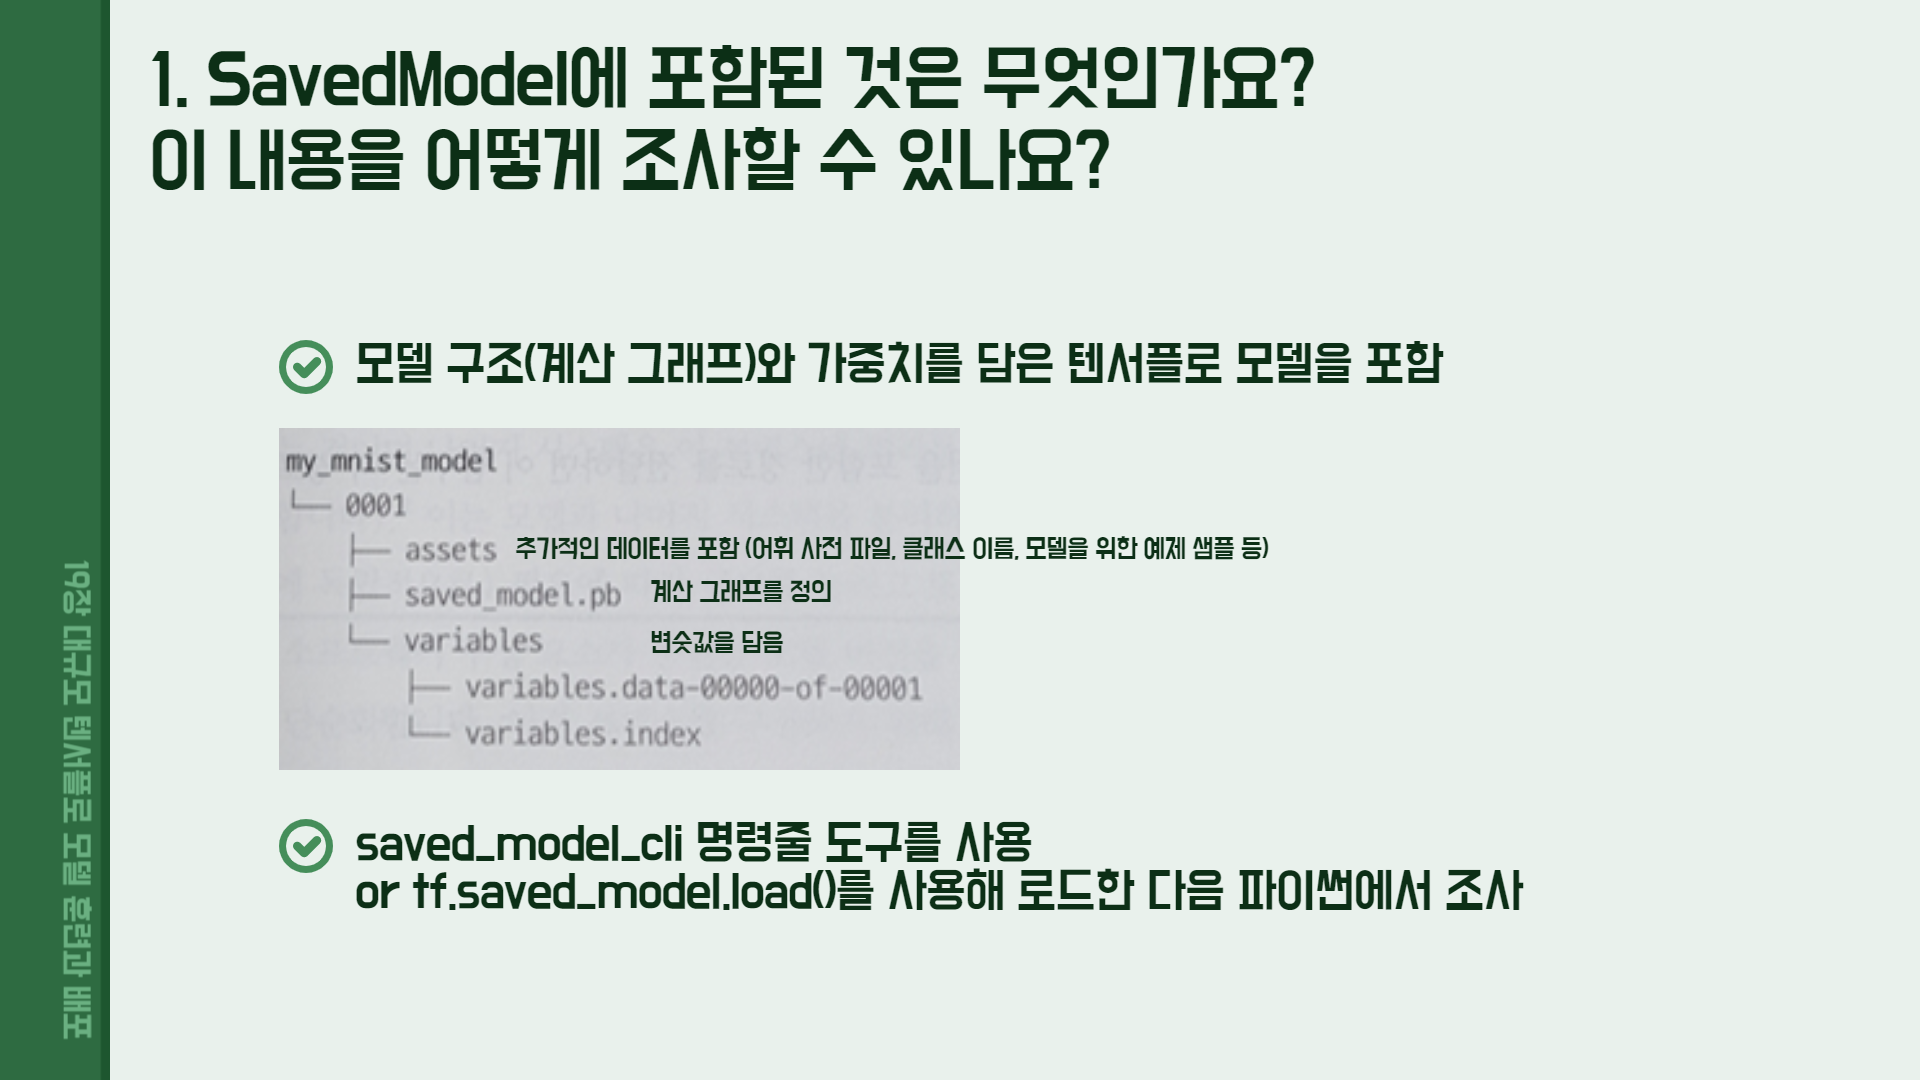 1. SavedModel에 포함된 것은 무엇인가요?
이 내용을 어떻게 조사할 수 있나요?
모델 구조(계산 그래프)와 가중치를 담은 텐서플로 모델을 포함
my_mnist_model
└── 0001
├── assets 추가적인 데이터를 포함 (어휘 사전 파일, 클래스 이름, 모델을 위한 예제 샘플 등)
├── saved_model.pb 계산 그래프를 정의
└── variables 변숫값을 담음
├── variables.data-00000-of-00001
└── variables.index
saved_model_cli 명령줄 도구를 사용
or tf.saved_model.load()를 사용해 로드한 다음 파이썬에서 조사
19장 대규모 텐서플로 모델 훈련과 배포